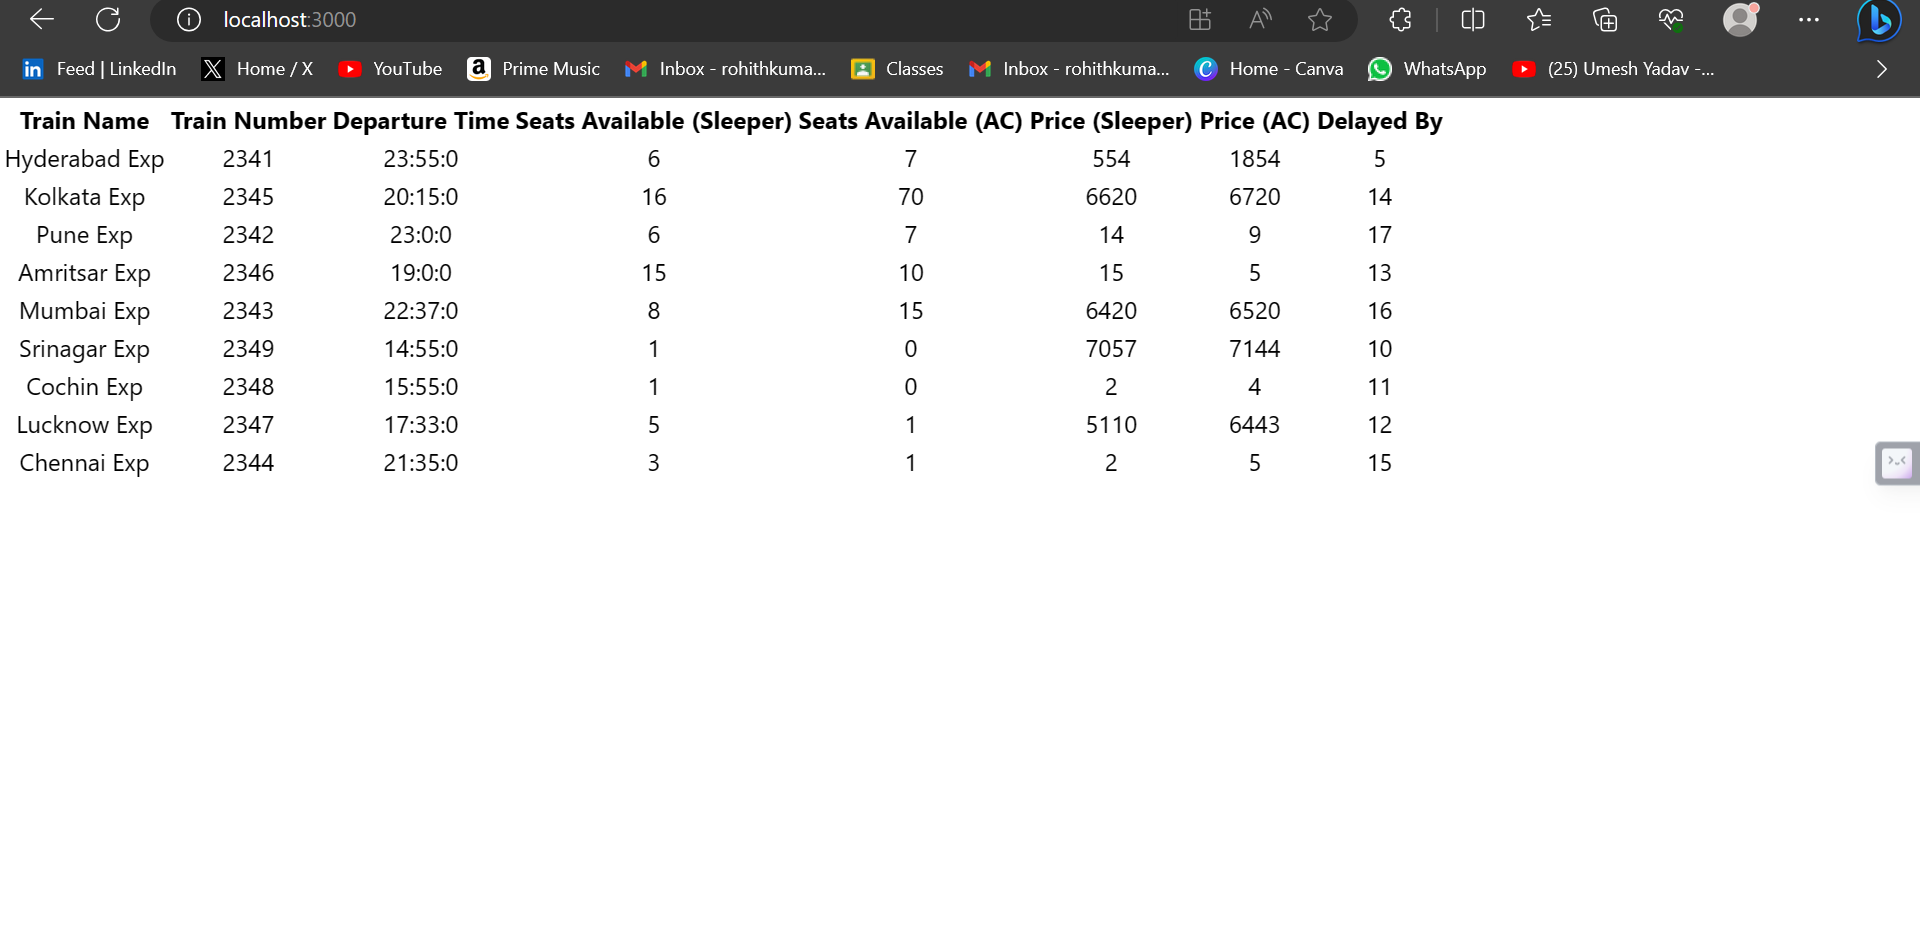 localhost:3000
Feed | LinkedIn Home / X YouTube Prime Music Inbox - rohithkuma... Classes Inbox - rohithkuma... Home - Canva WhatsApp (25) Umesh Yadav -...
Train Name Train Number Departure Time Seats Available (Sleeper) Seats Available (AC) Price (Sleeper) Price (AC) Delayed By
Hyderabad Exp 2341 23:55:0 6 7 554 1854 5
Kolkata Exp 2345 20:15:0 16 70 6620 6720 14
Pune Exp 2342 23:0:0 6 7 14 9 17
Amritsar Exp 2346 19:0:0 15 10 15 5 13
Mumbai Exp 2343 22:37:0 8 15 6420 6520 16
Srinagar Exp 2349 14:55:0 1 0 7057 7144 10
Cochin Exp 2348 15:55:0 1 0 2 4 11
Lucknow Exp 2347 17:33:0 5 1 5110 6443 12
Chennai Exp 2344 21:35:0 3 1 2 5 15